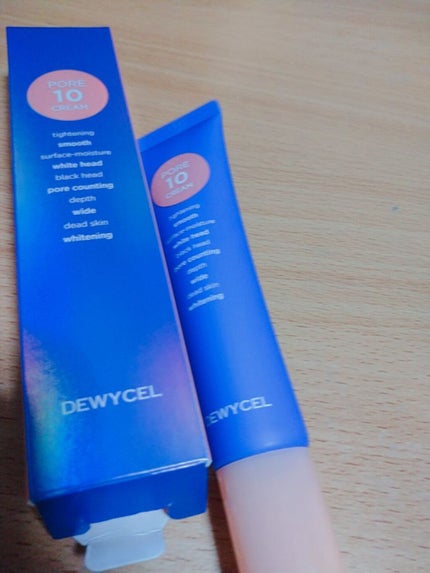 PORE
10
CREAM
tightening
smooth
surface-moisture
white head
black head
pore counting
depth
wide
dead skin
whitening
DEWYCEL
PORE
10
CREAM
tightening
smooth
surface-moisture
white head
black head
pore counting
depth
wide
dead skin
whitening
DEWYCEL